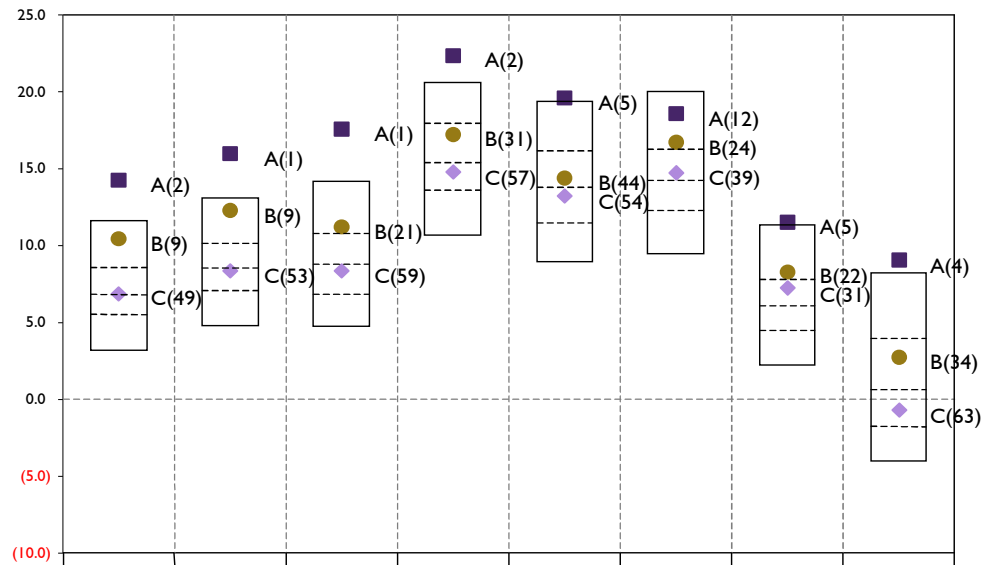 25.0
20.0
15.0
10.0
5.0
0.0
(5.0)
(10.0)
A(2)
B(9)
C(49)
A(1)
B(9)
C(53)
A(1)
B(21)
C(59)
A(2)
B(31)
C(57)
A(5)
B(44)
C(54)
A(12)
B(24)
C(39)
A(5)
B(22)
C(31)
A(4)
B(34)
C(63)